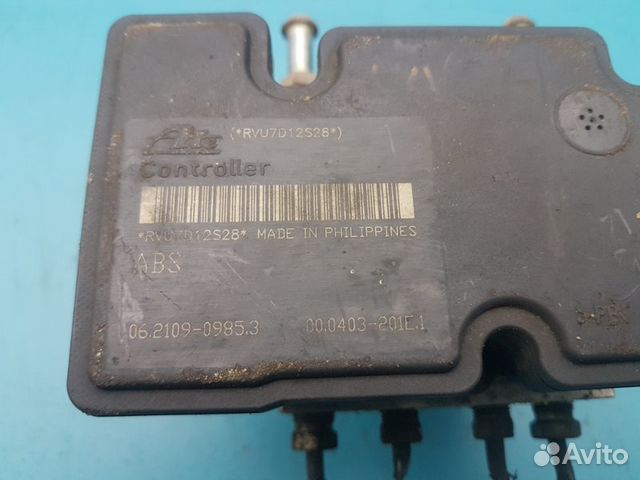 Ate (*RVU7D12S28*)
Controller
*RVU7D12S28* MADE IN PHILIPPINES
ABS
06.2109-0985.3 00.0403-201E.1
Avito